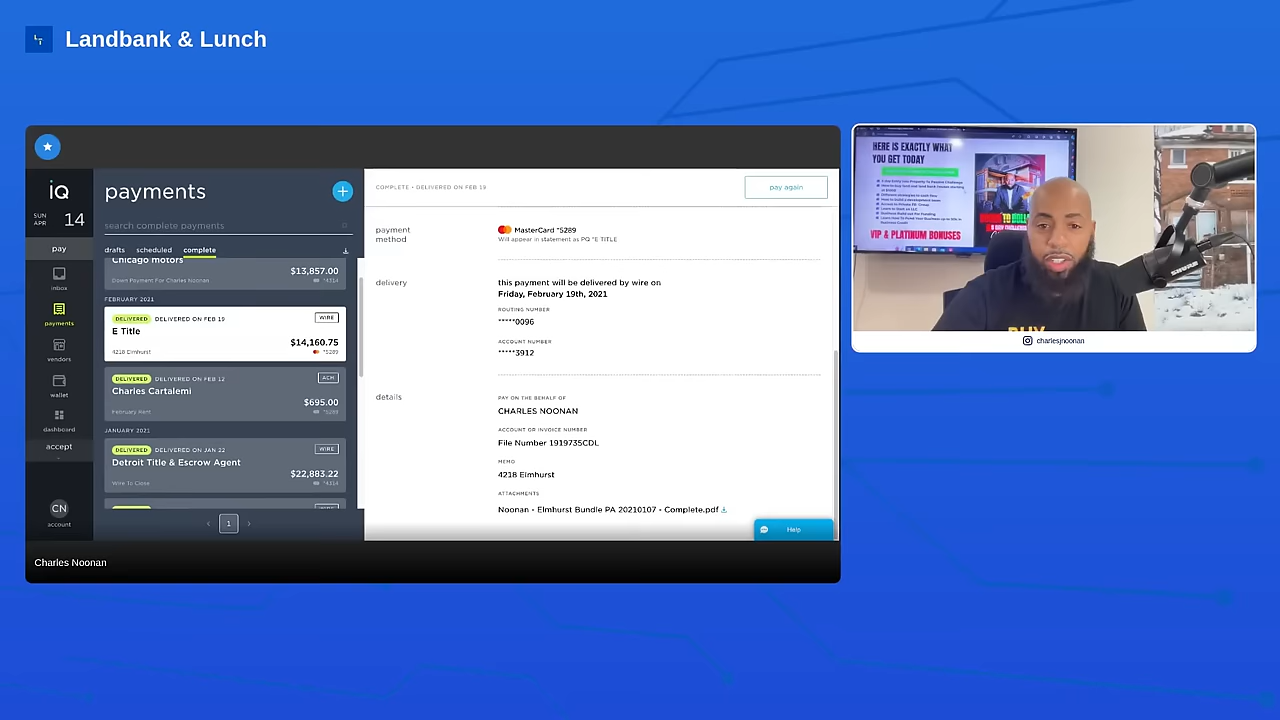 Landbank & Lunch
iQ
SUN
APR
14
pay
inbox
payments
vendors
wallet
dashboard
accept
CN
account
payments
search complete payments
drafts scheduled complete
Chicago motors
$13,857.00
Down Payment For Charles Noonan
*4314
FEBRUARY 2021
DELIVERED DELIVERED ON FEB 19 WIRE
E Title
$14,160.75
4218 Elmhurst *5289
DELIVERED DELIVERED ON FEB 12 ACH
Charles Cartalemi
$695.00
February Rent *5289
JANUARY 2021
DELIVERED DELIVERED ON JAN 22 WIRE
Detroit Title & Escrow Agent
$22,883.22
Wire To Close *4314
1
COMPLETE • DELIVERED ON FEB 19
pay again
payment
method
MasterCard *5289
Will appear in statement as PQ *E TITLE
delivery
this payment will be delivered by wire on
Friday, February 19th, 2021
ROUTING NUMBER
*****0096
ACCOUNT NUMBER
*****3912
details
PAY ON THE BEHALF OF
CHARLES NOONAN
ACCOUNT OR INVOICE NUMBER
File Number 1919735CDL
MEMO
4218 Elmhurst
ATTACHMENTS
Noonan - Elmhurst Bundle PA 20210107 - Complete.pdf
Help
Charles Noonan
HERE IS EXACTLY WHAT
YOU GET TODAY
VIP & PLATINUM BONUSES
SHURE
BUY
charlesjnoonan